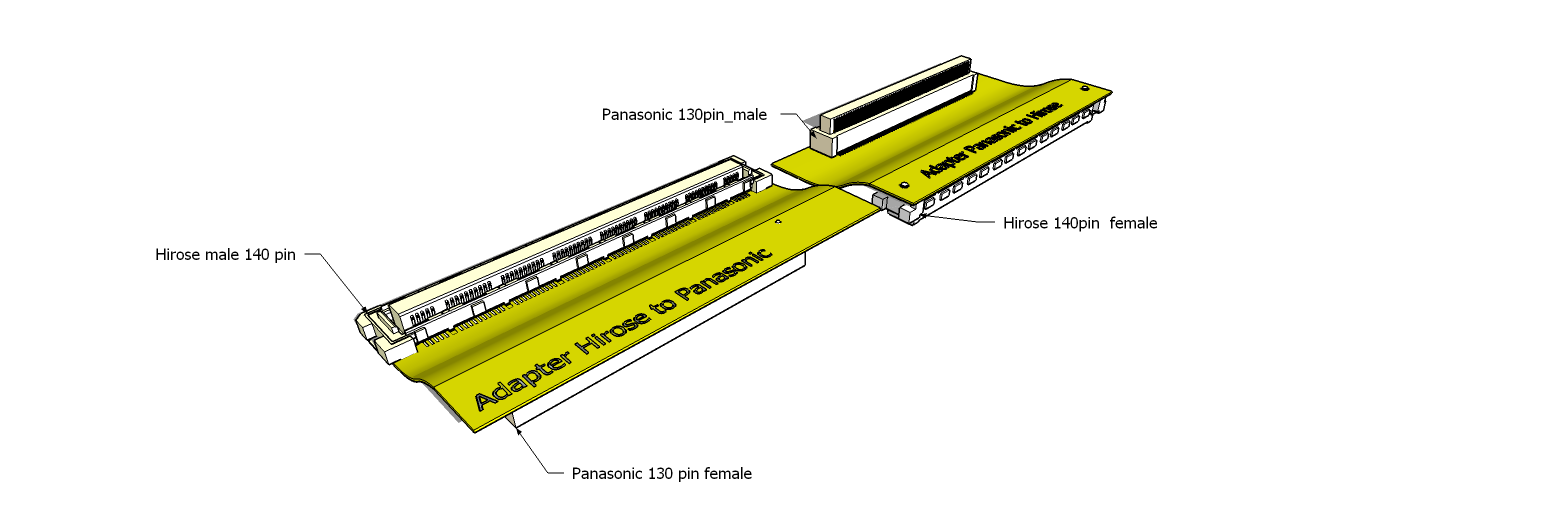 Panasonic 130pin_male
Adapter Panasonic to Hirose
Hirose 140pin  female
Hirose male 140 pin
Adapter Hirose to Panasonic
Panasonic 130 pin female